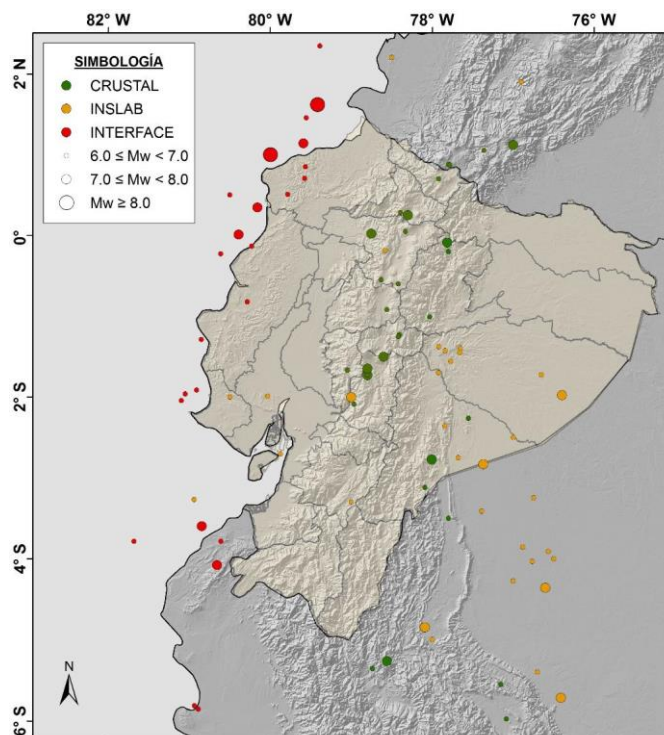 82° W 80° W 78° W 76° W
SIMBOLOGÍA
CRUSTAL
INSLAB
INTERFACE
6.0 ≤ Mw < 7.0
7.0 ≤ Mw < 8.0
Mw ≥ 8.0
2° N
0°
2° S
4° S
6° S
N